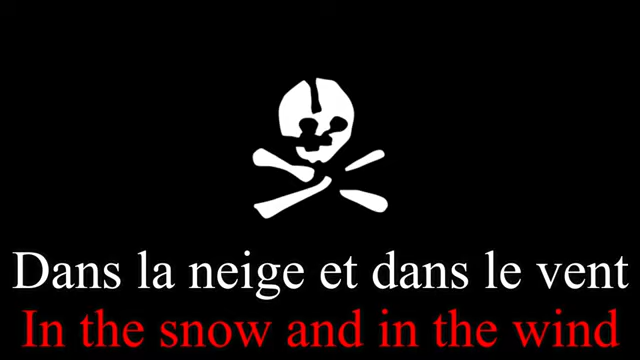 Dans la neige et dans le vent
In the snow and in the wind